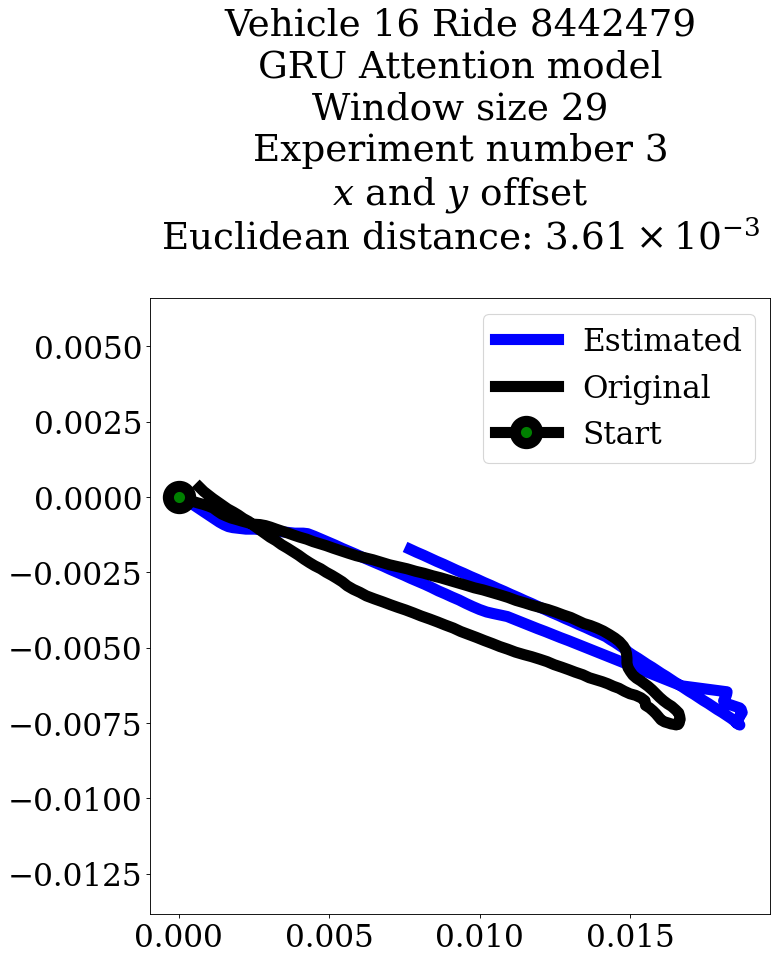 Vehicle 16 Ride 8442479
GRU Attention model
Window size 29
Experiment number 3
x and y offset
Euclidean distance: 3.61 × 10⁻³
Estimated
Original
Start
0.0050
0.0025
0.0000
−0.0025
−0.0050
−0.0075
−0.0100
−0.0125
0.000 0.005 0.010 0.015